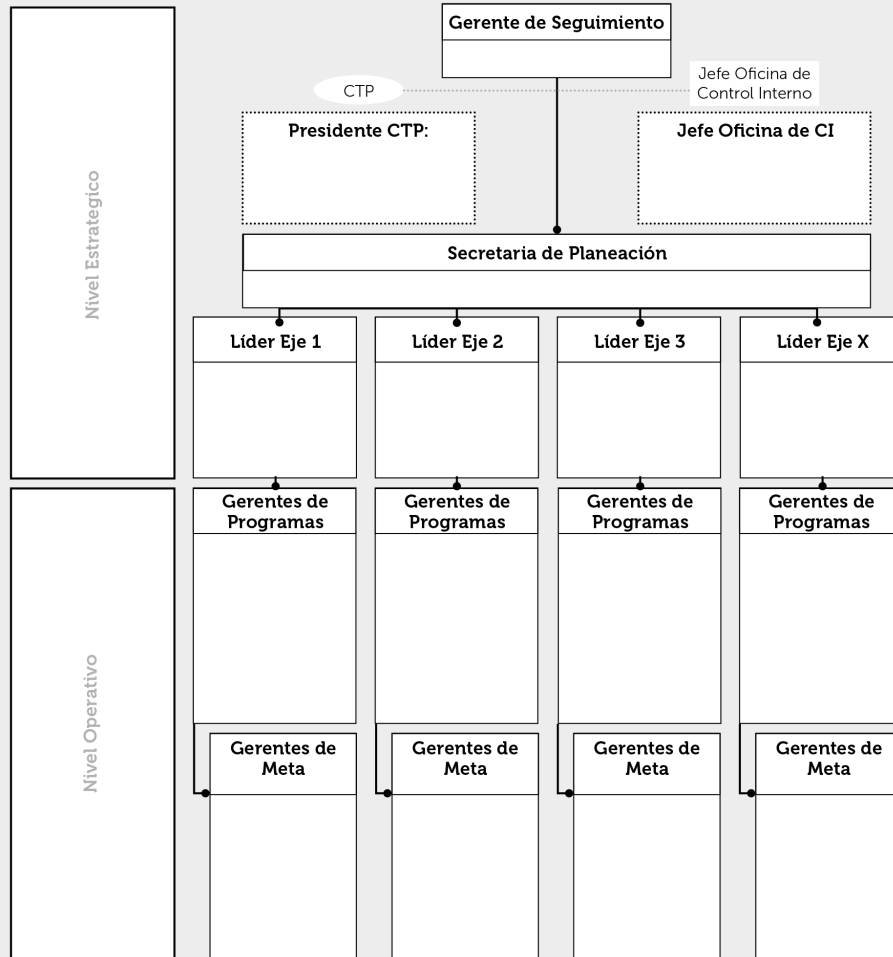 Gerente de Seguimiento
CTP
Jefe Oficina de
Control Interno
Presidente CTP:
Jefe Oficina de CI
Nivel Estrategico
Secretaria de Planeación
Líder Eje 1
Líder Eje 2
Líder Eje 3
Líder Eje X
Gerentes de
Programas
Gerentes de
Programas
Gerentes de
Programas
Gerentes de
Programas
Nivel Operativo
Gerentes de
Meta
Gerentes de
Meta
Gerentes de
Meta
Gerentes de
Meta